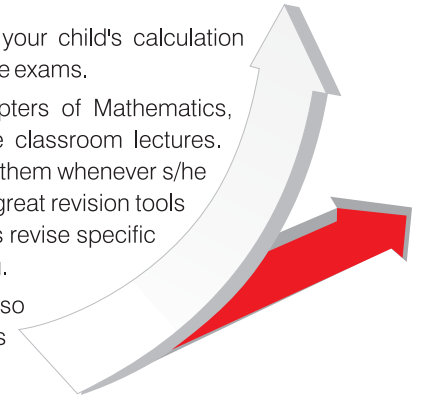 your child's calculation
e exams.
pters of Mathematics,
e classroom lectures.
them whenever s/he
great revision tools
s revise specific
.
so
s